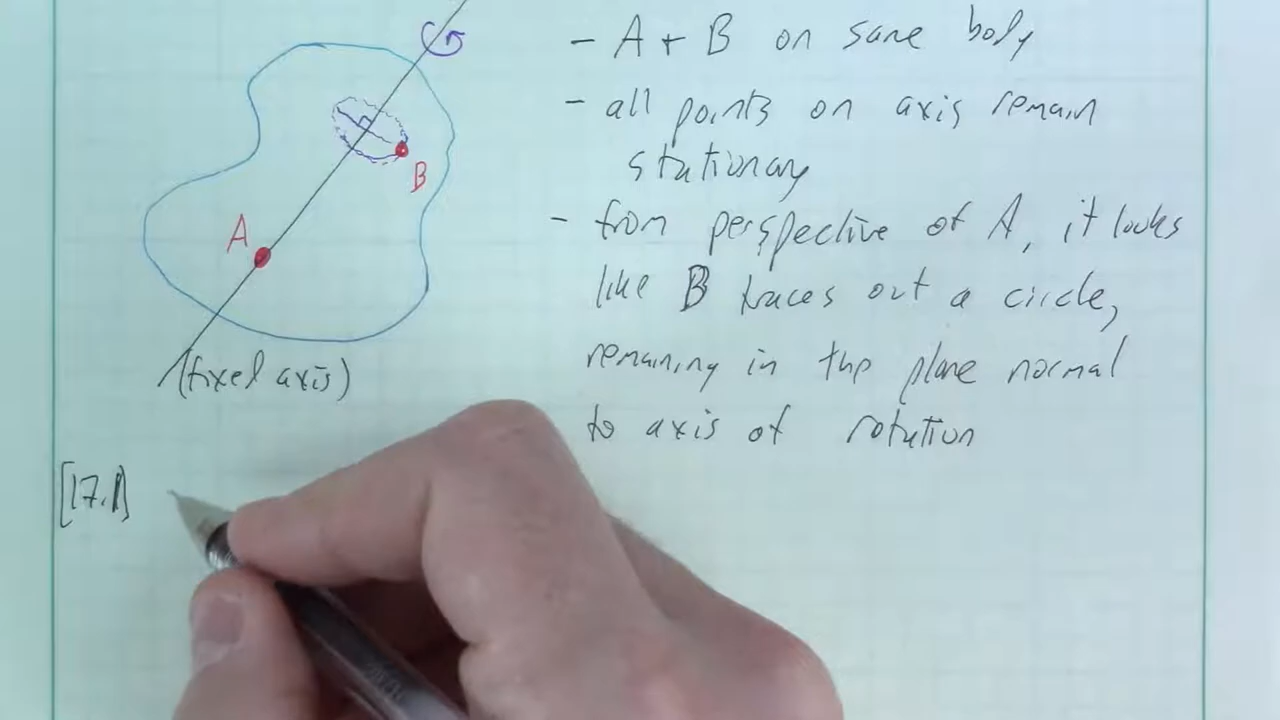 - A + B on same body
- all points on axis remain
stationary
- from perspective of A, it looks
like B traces out a circle,
remaining in the plane normal
to axis of rotation
B
A
(fixed axis)
[17.1]